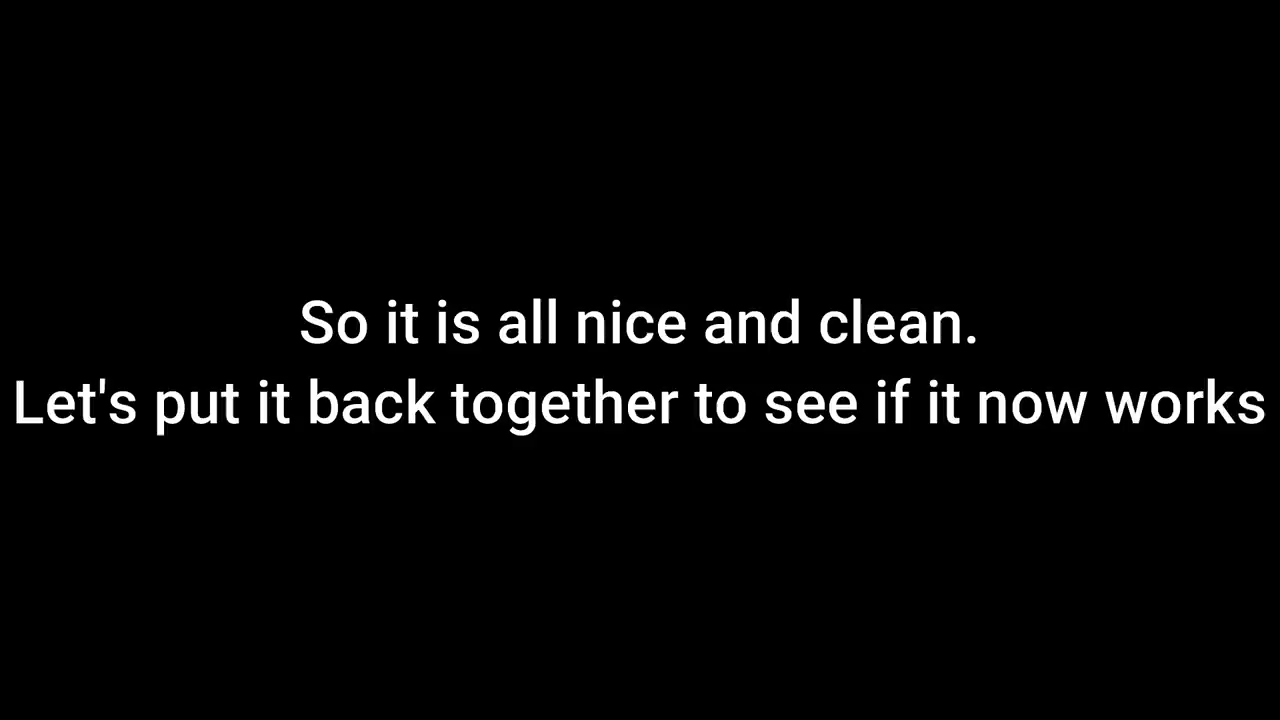 So it is all nice and clean.
Let's put it back together to see if it now works